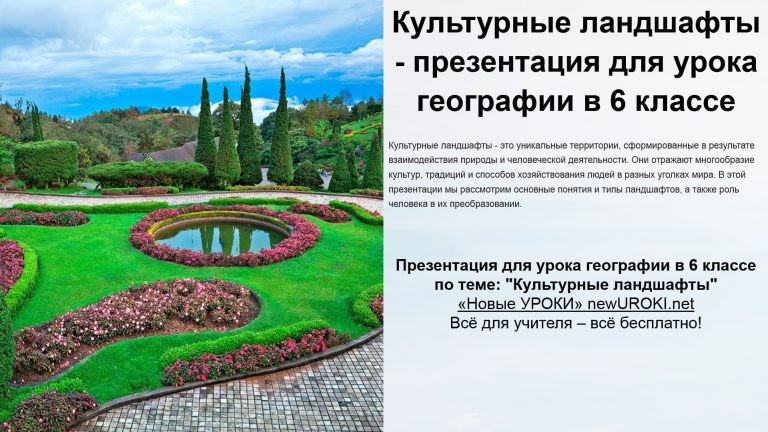 Культурные ландшафты
- презентация для урока
географии в 6 классе
Культурные ландшафты - это уникальные территории, сформированные в результате
взаимодействия природы и человеческой деятельности. Они отражают многообразие
культур, традиций и способов хозяйствования людей в разных уголках мира. В этой
презентации мы рассмотрим основные понятия и типы ландшафтов, а также роль
человека в их преобразовании.
Презентация для урока географии в 6 классе
по теме: "Культурные ландшафты"
«Новые УРОКИ» newUROKI.net
Всё для учителя – всё бесплатно!